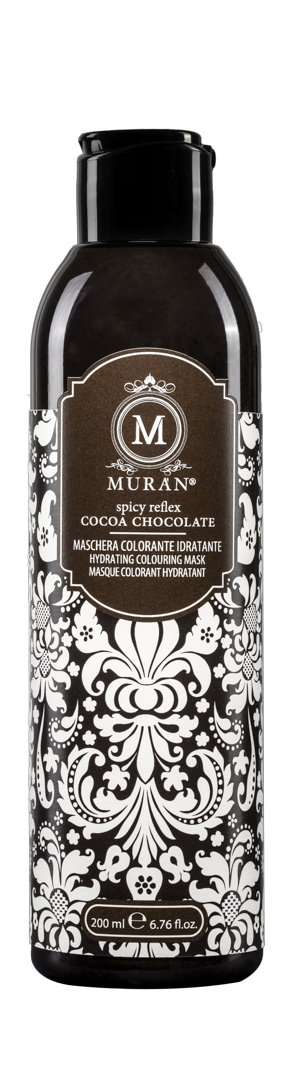 M
MURÁN®
spicy reflex
COCOA CHOCOLATE
MASCHERA COLORANTE IDRATANTE
HYDRATING COLOURING MASK
MASQUE COLORANT HYDRATANT
200 ml ℮ 6.76 fl.oz.